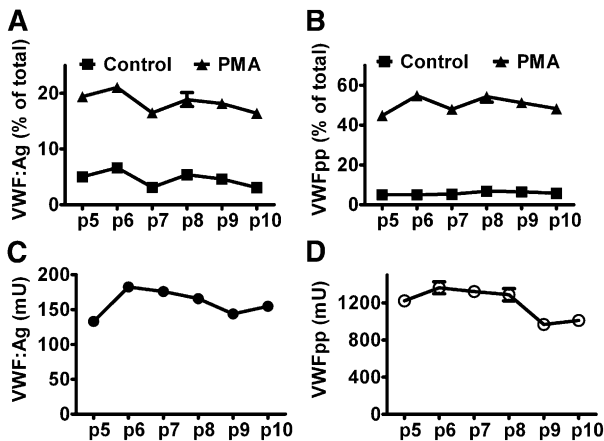 A
Control PMA
VWF:Ag (% of total)
20
10
0
p5 p6 p7 p8 p9 p10
B
Control PMA
VWFpp (% of total)
60
40
20
0
p5 p6 p7 p8 p9 p10
C
VWF:Ag (mU)
200
150
100
50
0
p5 p6 p7 p8 p9 p10
D
VWFpp (mU)
1200
800
400
0
p5 p6 p7 p8 p9 p10